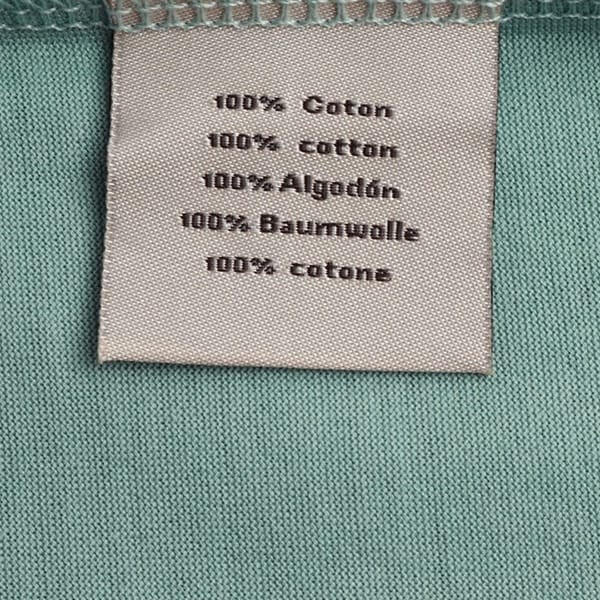 100% Coton
100% cotton
100% Algodón
100% Baumwolle
100% cotone